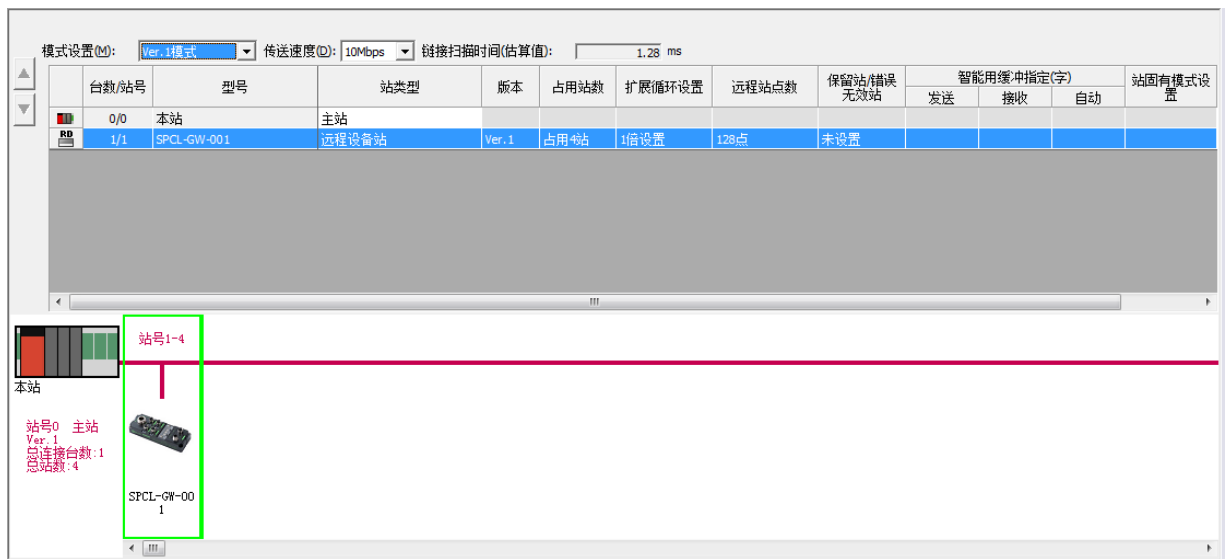 模式设置(M): Ver.1模式 传送速度(D): 10Mbps 链接扫描时间(估算值): 1.28 ms
台数/站号 型号 站类型 版本 占用站数 扩展循环设置 远程站点数 保留站/错误无效站 智能用缓冲指定(字) 站固有模式设置
发送 接收 自动
0/0 本站 主站
RD 1/1 SPCL-GW-001 远程设备站 Ver.1 占用4站 1倍设置 128点 未设置
站号1-4
本站
站号0 主站
Ver.1
总连接台数:1
总站数:4
SPCL-GW-00
1